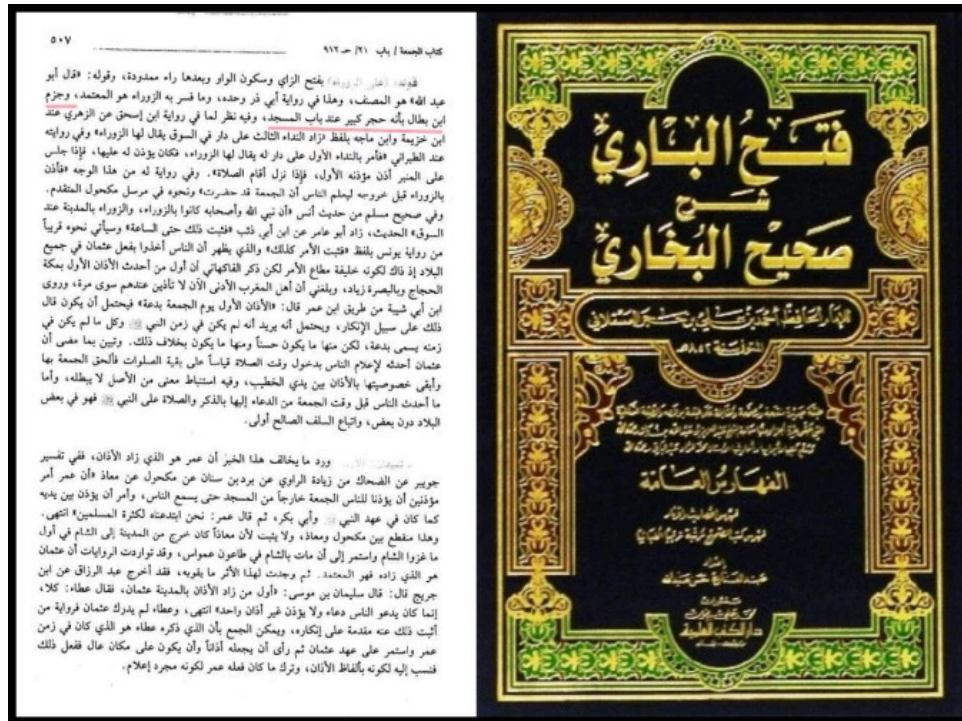 ٥٠٧
كتاب الجمعة / باب ٢١/ حـ ٩١٢
قوله: (على الزوراء) بفتح الزاي وسكون الواو وبعدها راء ممدودة، وقوله: «قال أبو
عبد الله» هو المصنف، وهذا في رواية أبي ذر وحده، وما فسر به الزوراء هو المعتمد، وجزم
ابن بطال بأنه حجر كبير عند باب المسجد، وفيه نظر لما في رواية ابن إسحق عن الزهري عند
ابن خزيمة وابن ماجه بلفظ «زاد النداء الثالث على دار في السوق يقال لها الزوراء» وفي روايته
عند الطبراني «فأمر بالنداء الأول على دار له يقال لها الزوراء، فكان يؤذن له عليها، فإذا جلس
على المنبر أذن مؤذنه الأول، فإذا نزل أقام الصلاة». وفي رواية له من هذا الوجه «فأذن
بالزوراء قبل خروجه ليعلم الناس أن الجمعة قد حضرت» ونحوه في مرسل مكحول المتقدم.
وفي صحيح مسلم من حديث أنس «أن نبي الله وأصحابه كانوا بالزوراء، والزوراء بالمدينة عند
السوق» الحديث، زاد أبو عامر عن ابن أبي ذئب «فثبت ذلك حتى الساعة» وسيأتي نحوه قريباً
من رواية يونس بلفظ «فثبت الأمر كذلك» والذي يظهر أن الناس أخذوا بفعل عثمان في جميع
البلاد إذ ذاك لكونه خليفة مطاع الأمر لكن ذكر الفاكهاني أن أول من أحدث الأذان الأول بمكة
الحجاج وبالبصرة زياد، وبلغني أن أهل المغرب الأدنى الآن لا تأذين عندهم سوى مرة، وروى
ابن أبي شيبة من طريق ابن عمر قال: «الأذان الأول يوم الجمعة بدعة» فيحتمل أن يكون قال
ذلك على سبيل الإنكار، ويحتمل أنه يريد أنه لم يكن في زمن النبي ﷺ وكل ما لم يكن في
زمنه يسمى بدعة، لكن منها ما يكون حسناً ومنها ما يكون بخلاف ذلك. وتبين بما مضى أن
عثمان أحدثه لإعلام الناس بدخول وقت الصلاة قياساً على بقية الصلوات فألحق الجمعة بها
وأبقى خصوصيتها بالأذان بين يدي الخطيب، وفيه استنباط معنى من الأصل لا يبطله، وأما
ما أحدث الناس قبل وقت الجمعة من الدعاء إليها بالذكر والصلاة على النبي ﷺ فهو في بعض
البلاد دون بعض، واتباع السلف الصالح أولى.
ورد ما يخالف هذا الخبر أن عمر هو الذي زاد الأذان، ففي تفسير
جويبر عن الضحاك من زيادة الراوي عن برد بن سنان عن مكحول عن معاذ «أن عمر أمر
مؤذنين أن يؤذنا للناس الجمعة خارجاً من المسجد حتى يسمع الناس، وأمر أن يؤذن بين يديه
كما كان في عهد النبي ﷺ وأبي بكر، ثم قال عمر: نحن ابتدعناه لكثرة المسلمين» انتهى.
وهذا منقطع بين مكحول ومعاذ، ولا يثبت لأن معاذاً كان خرج من المدينة إلى الشام في أول
ما غزوا الشام واستمر إلى أن مات بالشام في طاعون عمواس، وقد تواردت الروايات أن عثمان
هو الذي زاده فهو المعتمد. ثم وجدت لهذا الأثر ما يقويه، فقد أخرج عبد الرزاق عن ابن
جريج قال: قال سليمان بن موسى: «أول من زاد الأذان بالمدينة عثمان، فقال عطاء: كلا،
إنما كان يدعو الناس دعاء ولا يؤذن غير أذان واحد» انتهى، وعطاء لم يدرك عثمان فرواية من
أثبت ذلك عنه مقدمة على إنكاره، ويمكن الجمع بأن الذي ذكره عطاء هو الذي كان في زمن
عمر واستمر على عهد عثمان ثم رأى أن يجعله أذاناً وأن يكون على مكان عال ففعل ذلك
فنسب إليه لكونه بألفاظ الأذان، وترك ما كان فعله عمر لكونه مجرد إعلام.
فتح الباري
شرح
صحيح البخاري
للإمام الحافظ أحمد بن علي بن حجر العسقلاني
المتوفى سنة ٨٥٢هـ
الفهارس العامة
دار الكتب العلمية